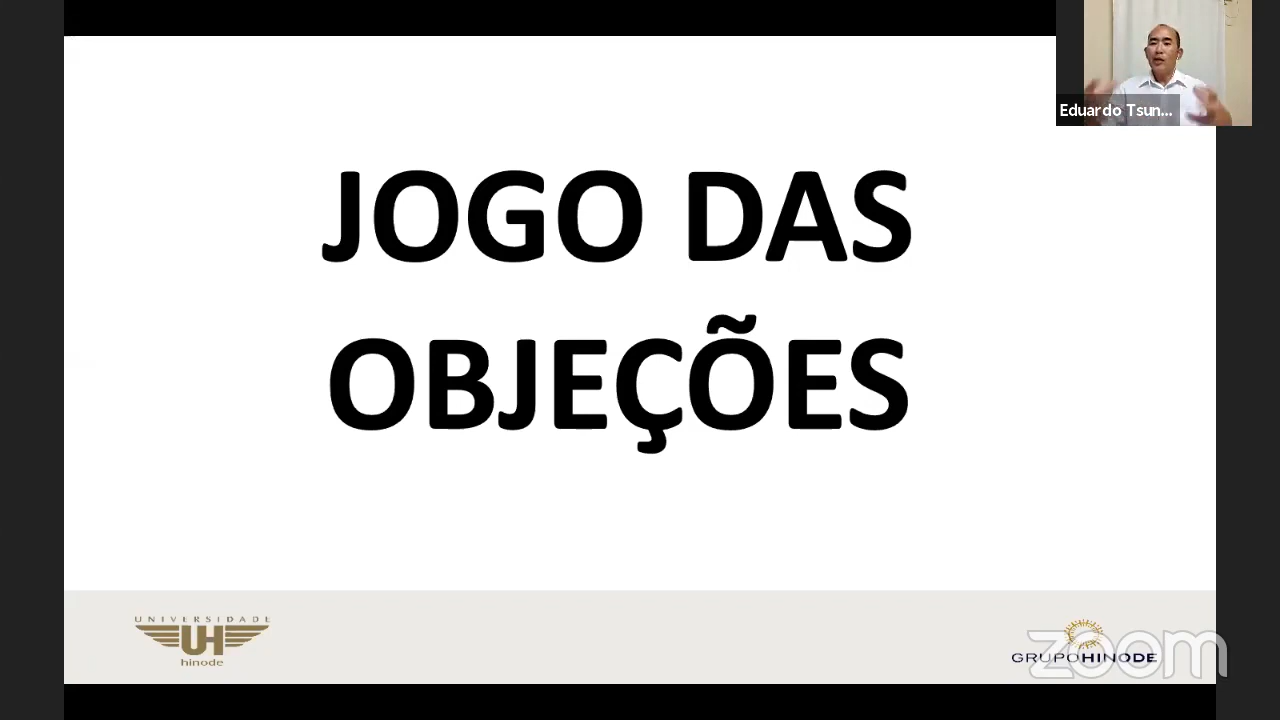 Eduardo Tsun...
JOGO DAS
OBJEÇÕES
UNIVERSIDADE
UH
hinode
GRUPOHINODE
zoom